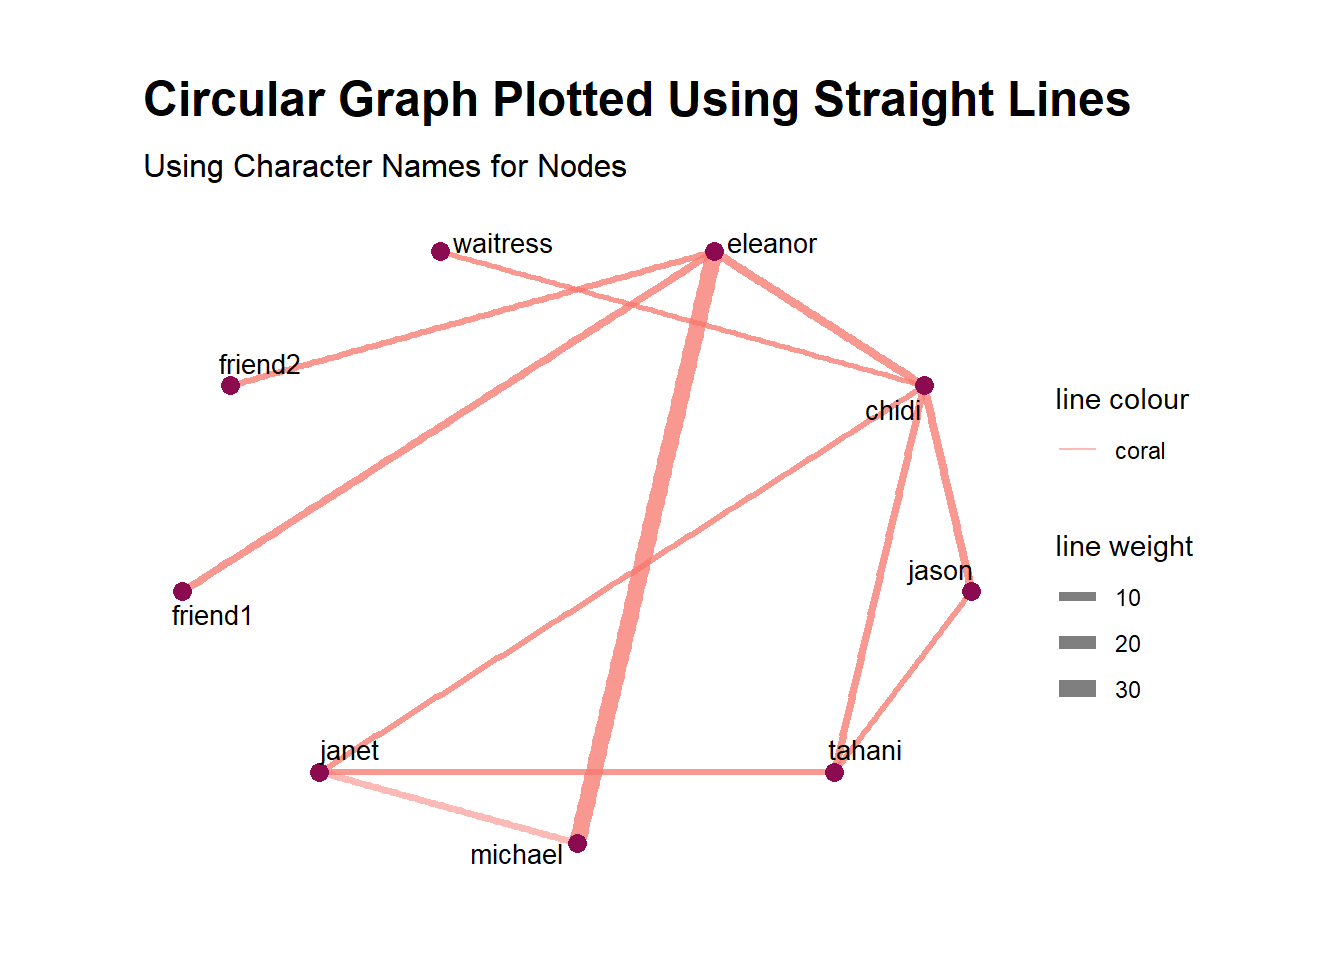 Circular Graph Plotted Using Straight Lines
Using Character Names for Nodes
waitress
eleanor
friend2
chidi
line colour
coral
line weight
jason
10
friend1
20
30
janet
tahani
michael